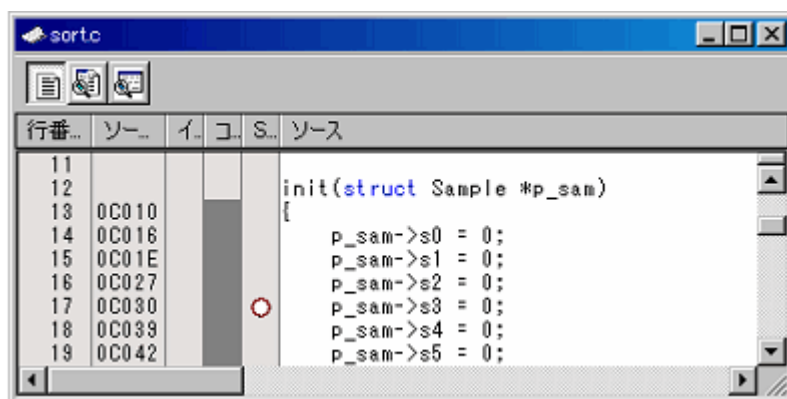 sort.c
行番... ソー... イ.. コ.. S.. ソース
11
12 init(struct Sample *p_sam)
13 0C010 {
14 0C016 p_sam->s0 = 0;
15 0C01E p_sam->s1 = 0;
16 0C027 p_sam->s2 = 0;
17 0C030 p_sam->s3 = 0;
18 0C039 p_sam->s4 = 0;
19 0C042 p_sam->s5 = 0;